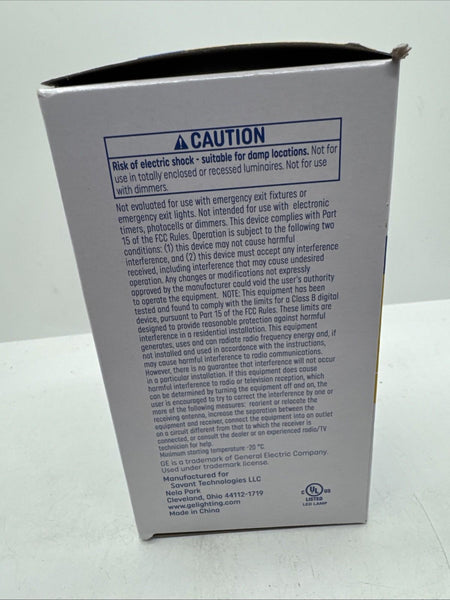 ⚠ CAUTION
Risk of electric shock - suitable for damp locations. Not for
use in totally enclosed or recessed luminaires. Not for use
with dimmers.
Not evaluated for use with emergency exit fixtures or
emergency exit lights. Not intended for use with electronic
timers, photocells or dimmers. This device complies with Part
15 of the FCC Rules. Operation is subject to the following two
conditions: (1) this device may not cause harmful
interference, and (2) this device must accept any interference
received, including interference that may cause undesired
operation. Any changes or modifications not expressly
approved by the manufacturer could void the user's authority
to operate the equipment. NOTE: This equipment has been
tested and found to comply with the limits for a Class B digital
device, pursuant to Part 15 of the FCC Rules. These limits are
designed to provide reasonable protection against harmful
interference in a residential installation. This equipment
generates, uses and can radiate radio frequency energy and, if
not installed and used in accordance with the instructions,
may cause harmful interference to radio communications.
However, there is no guarantee that interference will not occur
in a particular installation. If this equipment does cause
harmful interference to radio or television reception, which
can be determined by turning the equipment off and on, the
user is encouraged to try to correct the interference by one or
more of the following measures: reorient or relocate the
receiving antenna, increase the separation between the
equipment and receiver, connect the equipment into an outlet
on a circuit different from that to which the receiver is
connected, or consult the dealer or an experienced radio/TV
technician for help.
Minimum starting temperature -20 °C.
GE is a trademark of General Electric Company.
Used under trademark license.
Manufactured for
Savant Technologies LLC
Nela Park
Cleveland, Ohio 44112-1719
www.gelighting.com
Made in China
C UL US
LISTED
LED LAMP